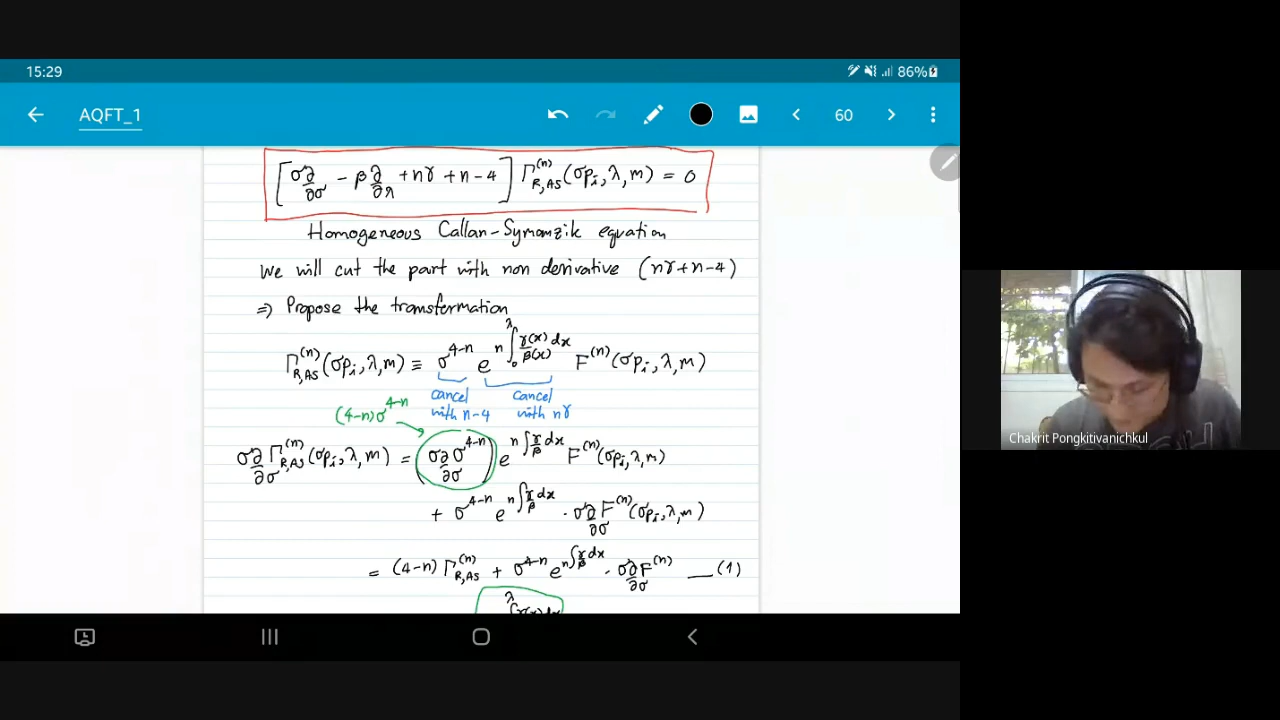 15:29
86%
AQFT_1
60
[σ∂/∂σ − β∂/∂λ + nγ + n−4] Γ^(n)_R,AS(σp_i, λ, m) = 0
Homogeneous Callan-Symanzik equation
We will cut the part with non derivative (nγ+n−4)
⇒ Propose the transformation
Γ^(n)_R,AS(σp_i, λ, m) ≡ σ^(4−n) e^(n∫_0^λ γ(x)/β(x) dx) F^(n)(σp_i, λ, m)
cancel with n−4
cancel with nγ
(4−n)σ^(4−n)
σ∂/∂σ Γ^(n)_R,AS(σp_i, λ, m) = (σ∂/∂σ σ^(4−n)) e^(n∫γ/β dx) F^(n)(σp_i, λ, m)
+ σ^(4−n) e^(n∫γ/β dx) · σ∂/∂σ F^(n)(σp_i, λ, m)
= (4−n) Γ^(n)_R,AS + σ^(4−n) e^(n∫γ/β dx) · σ∂/∂σ F^(n) —(1)
Chakrit Pongkitivanichkul